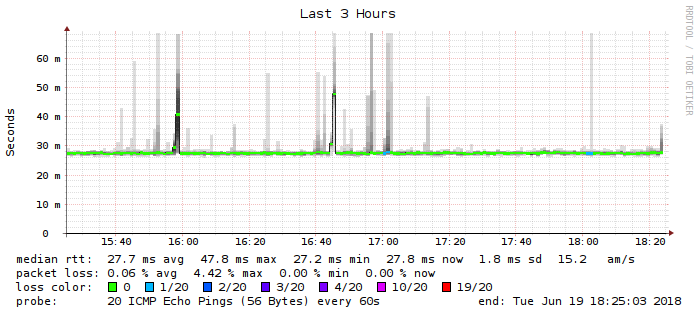 Last 3 Hours
RRDTOOL / TOBI OETIKER
Seconds
60 m
50 m
40 m
30 m
20 m
10 m
0
15:40 16:00 16:20 16:40 17:00 17:20 17:40 18:00 18:20
median rtt: 27.7 ms avg 47.8 ms max 27.2 ms min 27.8 ms now 1.8 ms sd 15.2 am/s
packet loss: 0.06 % avg 4.42 % max 0.00 % min 0.00 % now
loss color: 0 1/20 2/20 3/20 4/20 10/20 19/20
probe: 20 ICMP Echo Pings (56 Bytes) every 60s end: Tue Jun 19 18:25:03 2018